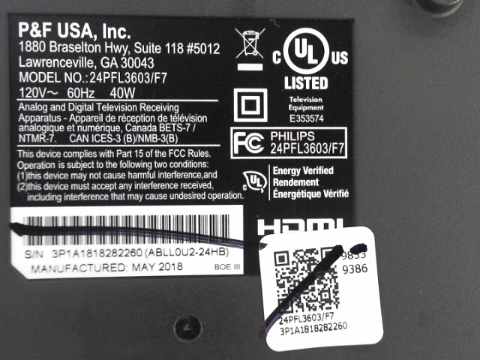 P&F USA, Inc.
1880 Braselton Hwy, Suite 118 #5012
Lawrenceville, GA 30043
MODEL NO.:24PFL3603/F7
120V~ 60Hz 40W
Analog and Digital Television Receiving
Apparatus - Appareil de réception de télévision
analogique et numérique, Canada BETS-7 /
NTMR-7. CAN ICES-3 (B)/NMB-3(B)
This device complies with Part 15 of the FCC Rules.
Operation is subject to the following two conditions:
(1)this device may not cause harmful interference,and
(2)this device must accept any interference received,
including interference that may cause undesired operation.
S/N 3P1A1818282260 (ABLL0U2-24HB)
MANUFACTURED: MAY 2018 BOE III
C UL US
LISTED
Television
Equipment
E353574
FC PHILIPS
24PFL3603/F7
UL Energy Verified
Rendement
Énergétique Vérifié
HDMI
9853
9386
24PFL3603/F7
3P1A1818282260